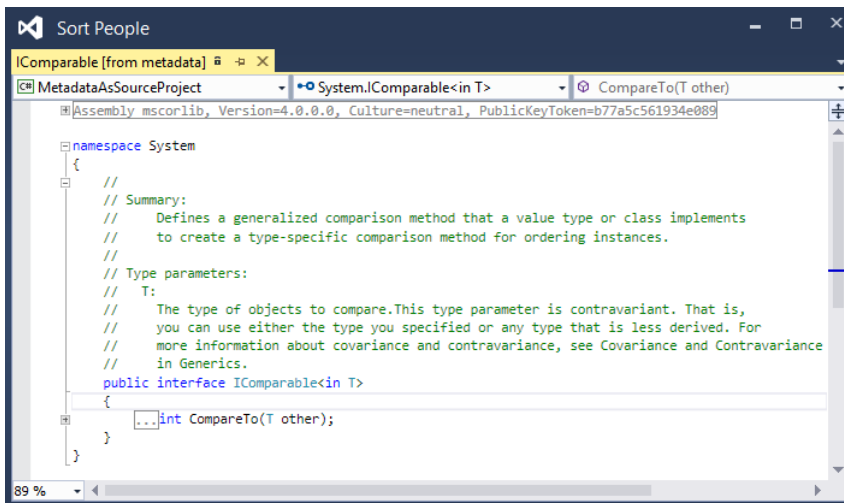 Sort People
IComparable [from metadata]
C# MetadataAsSourceProject
System.IComparable<in T>
CompareTo(T other)
Assembly mscorlib, Version=4.0.0.0, Culture=neutral, PublicKeyToken=b77a5c561934e089
namespace System
{
//
// Summary:
//     Defines a generalized comparison method that a value type or class implements
//     to create a type-specific comparison method for ordering instances.
//
// Type parameters:
//   T:
//     The type of objects to compare.This type parameter is contravariant. That is,
//     you can use either the type you specified or any type that is less derived. For
//     more information about covariance and contravariance, see Covariance and Contravariance
//     in Generics.
public interface IComparable<in T>
{
...int CompareTo(T other);
}
}
89 %